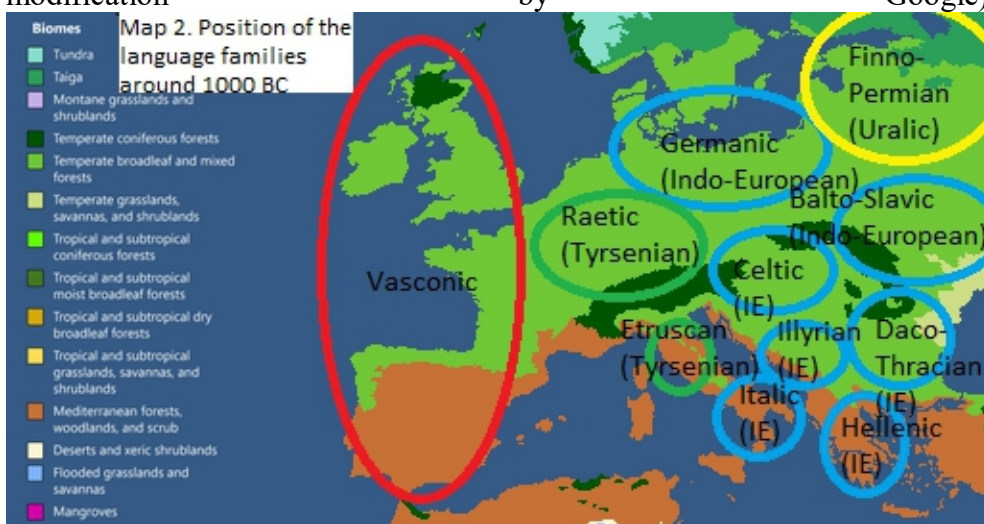 modification by Google)
Biomes
Tundra
Taiga
Montane grasslands and
shrublands
Temperate coniferous forests
Temperate broadleaf and mixed
forests
Temperate grasslands,
savannas, and shrublands
Tropical and subtropical
coniferous forests
Tropical and subtropical
moist broadleaf forests
Tropical and subtropical dry
broadleaf forests
Tropical and subtropical
grasslands, savannas, and
shrublands
Mediterranean forests,
woodlands, and scrub
Deserts and xeric shrublands
Flooded grasslands and
savannas
Mangroves
Map 2. Position of the
language families
around 1000 BC
Finno-
Permian
(Uralic)
Germanic
(Indo-European)
Balto-Slavic
(Indo-European)
Raetic
(Tyrsenian)
Vasconic
Celtic
(IE)
Etruscan
(Tyrsenian)
Illyrian
(IE)
Daco-
Thracian
(IE)
Italic
(IE)
Hellenic
(IE)